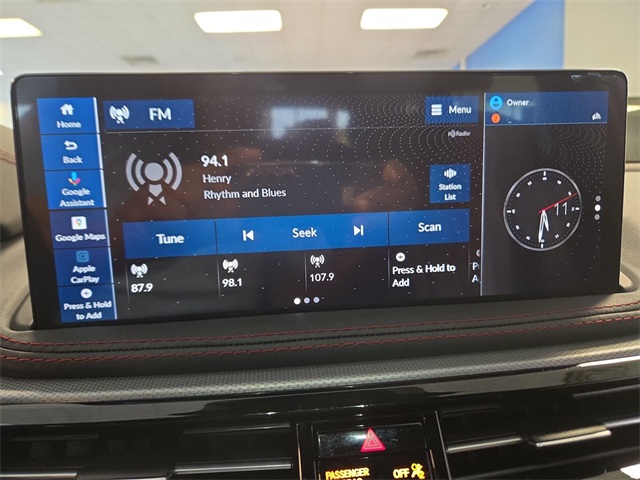 Home
Back
Google
Assistant
Google Maps
Apple
CarPlay
Press & Hold
to Add
FM
Menu
HD Radio
94.1
Henry
Rhythm and Blues
Station
List
Tune
Seek
Scan
87.9
98.1
107.9
Press & Hold to
Add
Owner
11
PASSENGER
OFF